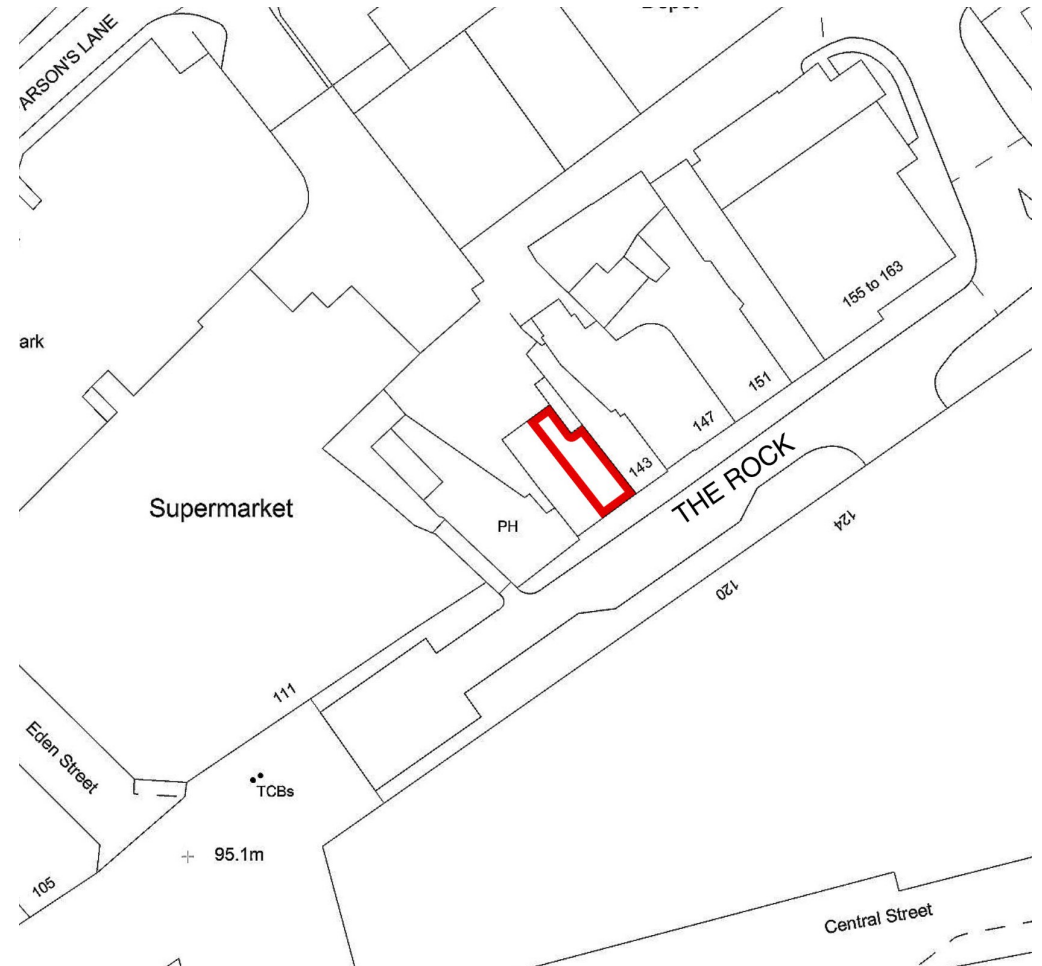 Depot
ARSON'S LANE
155 to 163
ark
151
147
143
THE ROCK
Supermarket
PH
124
120
111
Eden Street
TCBs
95.1m
105
Central Street